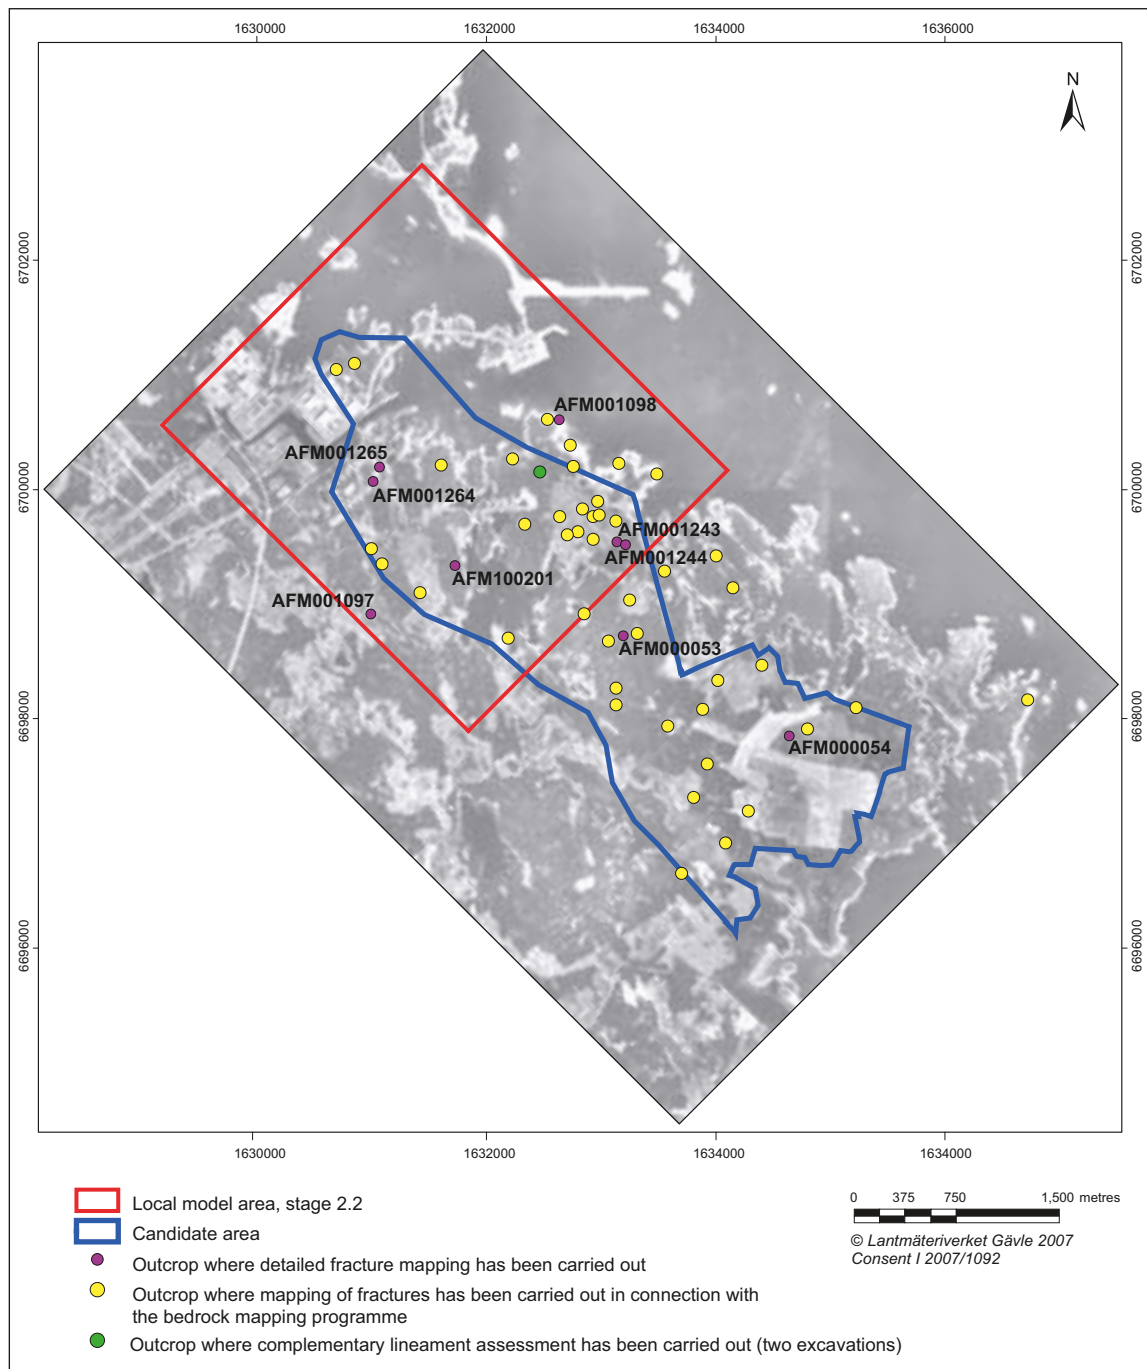 1630000
1632000
1634000
1636000
N
6702000
6702000
AFM001098
AFM001265
AFM001264
6700000
6700000
AFM001243
AFM001244
AFM100201
AFM001097
AFM000053
6698000
6698000
AFM000054
6696000
6696000
1630000
1632000
1634000
1634000
Local model area, stage 2.2
Candidate area
Outcrop where detailed fracture mapping has been carried out
Outcrop where mapping of fractures has been carried out in connection with
the bedrock mapping programme
Outcrop where complementary lineament assessment has been carried out (two excavations)
0 375 750 1,500 metres
© Lantmäteriverket Gävle 2007
Consent I 2007/1092